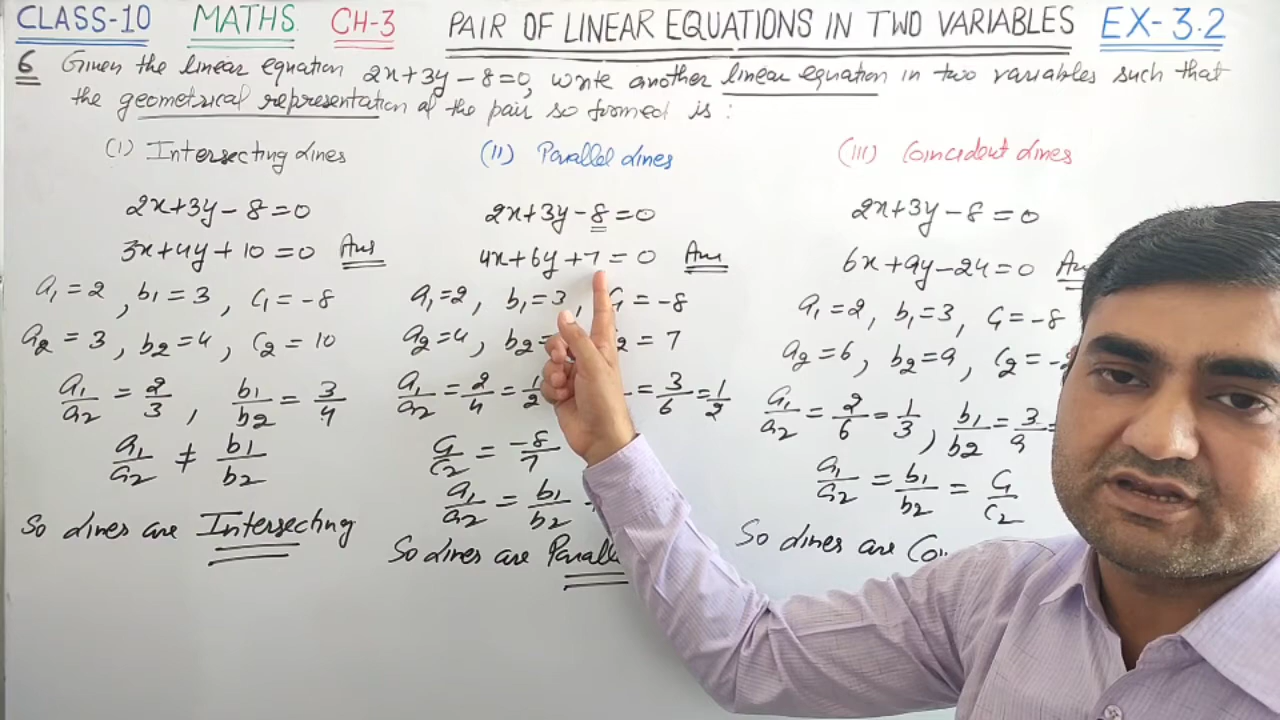 CLASS-10 MATHS CH-3 PAIR OF LINEAR EQUATIONS IN TWO VARIABLES EX-3.2
6 Given the linear equation 2x+3y-8=0, write another linear equation in two variables such that
the geometrical representation of the pair so formed is :
(I) Intersecting Lines
2x+3y-8=0
3x+4y+10=0 Ans
a₁=2, b₁=3, c₁=-8
a₂=3, b₂=4, c₂=10
a₁/a₂ = 2/3, b₁/b₂ = 3/4
a₁/a₂ ≠ b₁/b₂
So lines are Intersecting
(II) Parallel Lines
2x+3y-8=0
4x+6y+7=0 Ans
a₁=2, b₁=3, c₁=-8
a₂=4, b₂= c₂=7
a₁/a₂ = 2/4 = 1/2 = 3/6 = 1/2
c₁/c₂ = -8/7
a₁/a₂ = b₁/b₂
So lines are
(III) Coincident Lines
2x+3y-8=0
6x+9y-24=0
a₁=2, b₁=3, c₁=-8
a₂=6, b₂=9, c₂=-
a₁/a₂ = 2/6 = 1/3, b₁/b₂ = 3/9 =
a₁/a₂ = b₁/b₂ = c₁/c₂
So lines are